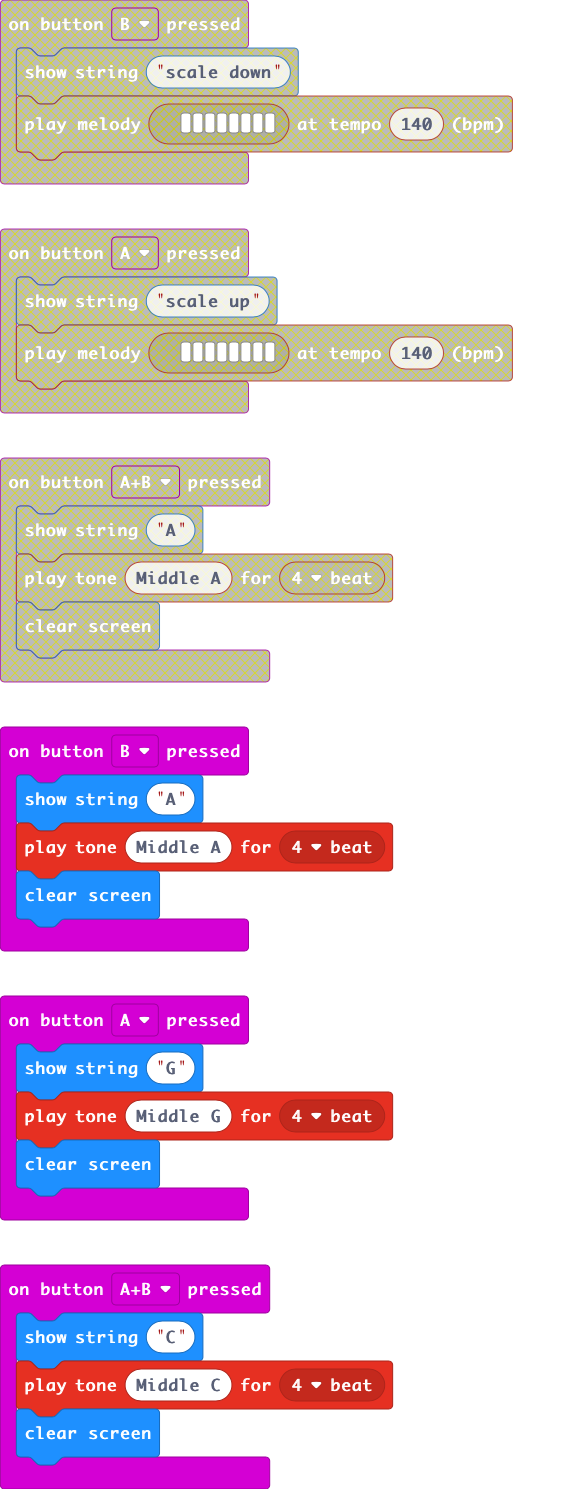 on button B pressed
show string "scale down"
play melody at tempo 140 (bpm)
on button A pressed
show string "scale up"
play melody at tempo 140 (bpm)
on button A+B pressed
show string "A"
play tone Middle A for 4 beat
clear screen
on button B pressed
show string "A"
play tone Middle A for 4 beat
clear screen
on button A pressed
show string "G"
play tone Middle G for 4 beat
clear screen
on button A+B pressed
show string "C"
play tone Middle C for 4 beat
clear screen